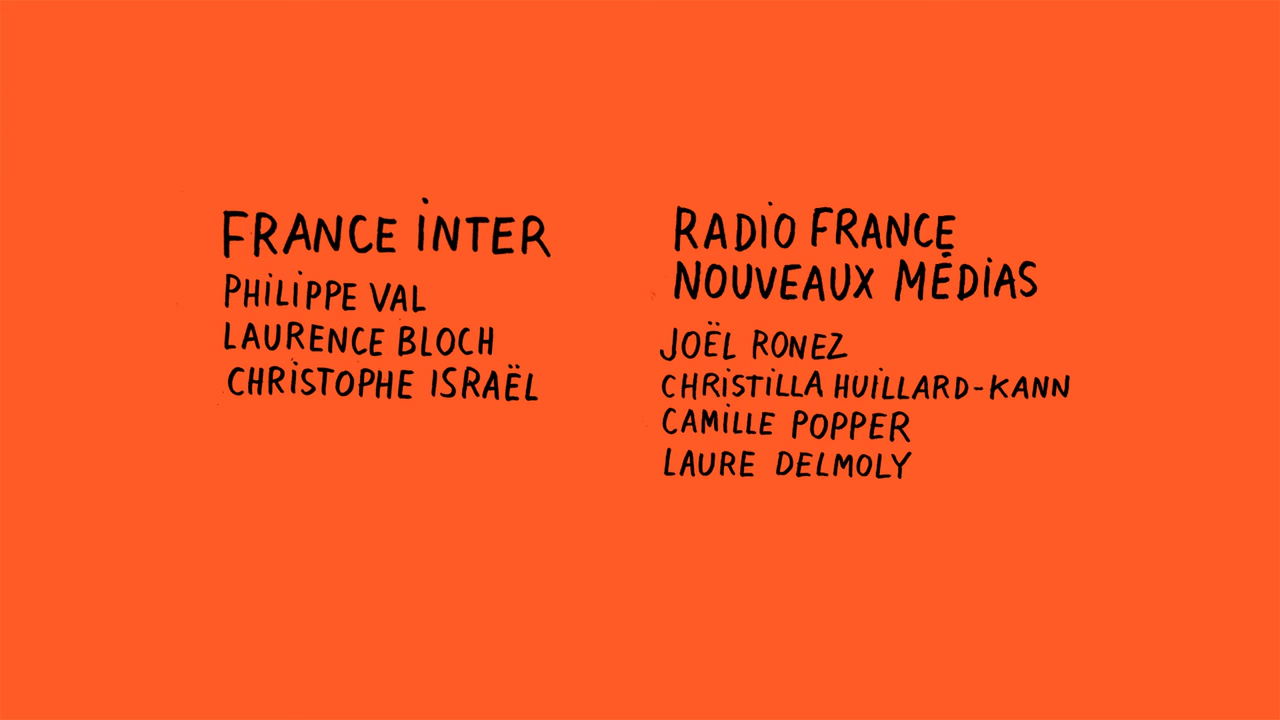 FRANCE INTER
PHILIPPE VAL
LAURENCE BLOCH
CHRISTOPHE ISRAËL
RADIO FRANCE
NOUVEAUX MÉDIAS
JOËL RONEZ
CHRISTILLA HUILLARD-KANN
CAMILLE POPPER
LAURE DELMOLY